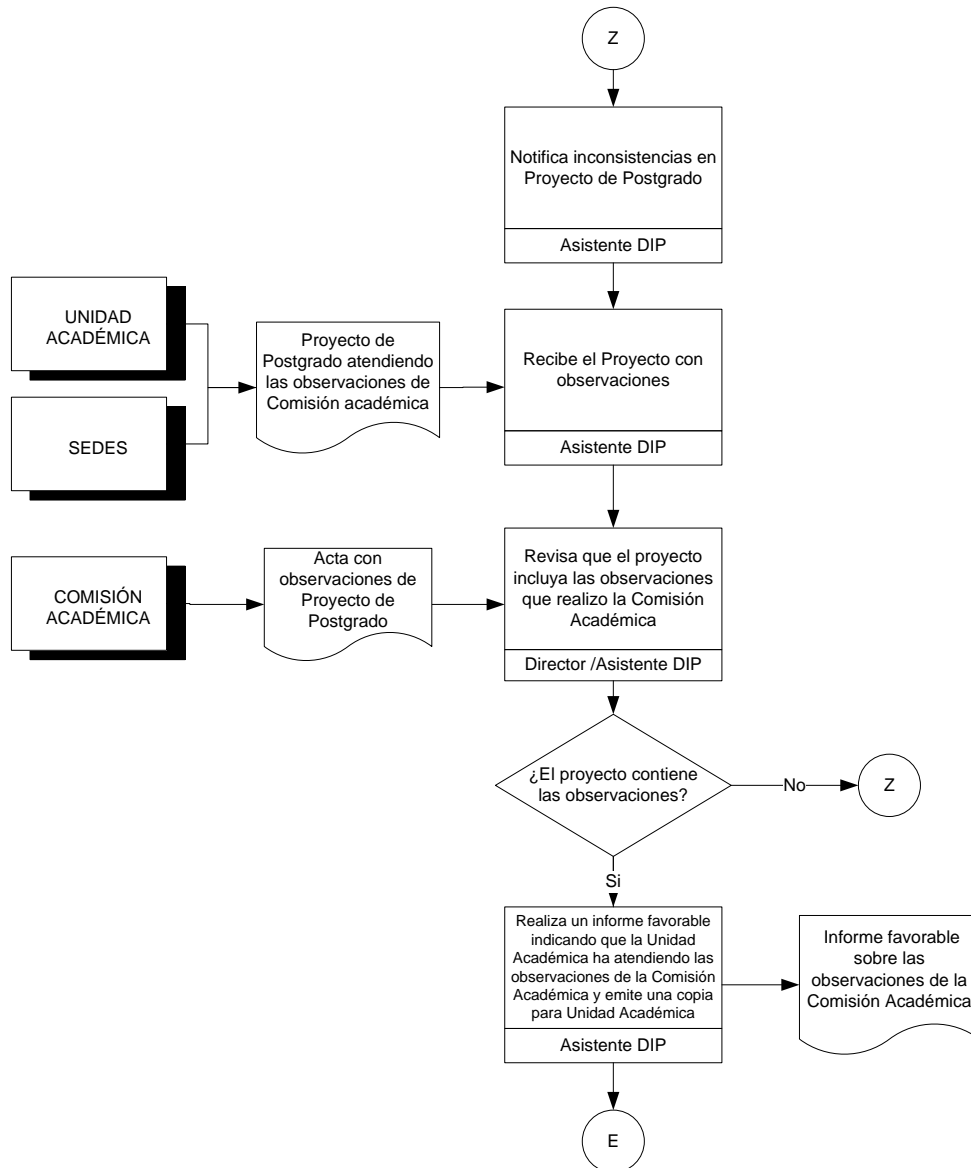 Z
Notifica inconsistencias en
Proyecto de Postgrado
Asistente DIP
UNIDAD
ACADÉMICA
SEDES
Proyecto de
Postgrado atendiendo
las observaciones de
Comisión académica
Recibe el Proyecto con
observaciones
Asistente DIP
COMISIÓN
ACADÉMICA
Acta con
observaciones de
Proyecto de
Postgrado
Revisa que el proyecto
incluya las observaciones
que realizo la Comisión
Académica
Director /Asistente DIP
¿El proyecto contiene
las observaciones?
No
Z
Si
Realiza un informe favorable
indicando que la Unidad
Académica ha atendiendo las
observaciones de la Comisión
Académica y emite una copia
para Unidad Académica
Asistente DIP
Informe favorable
sobre las
observaciones de la
Comisión Académica
E